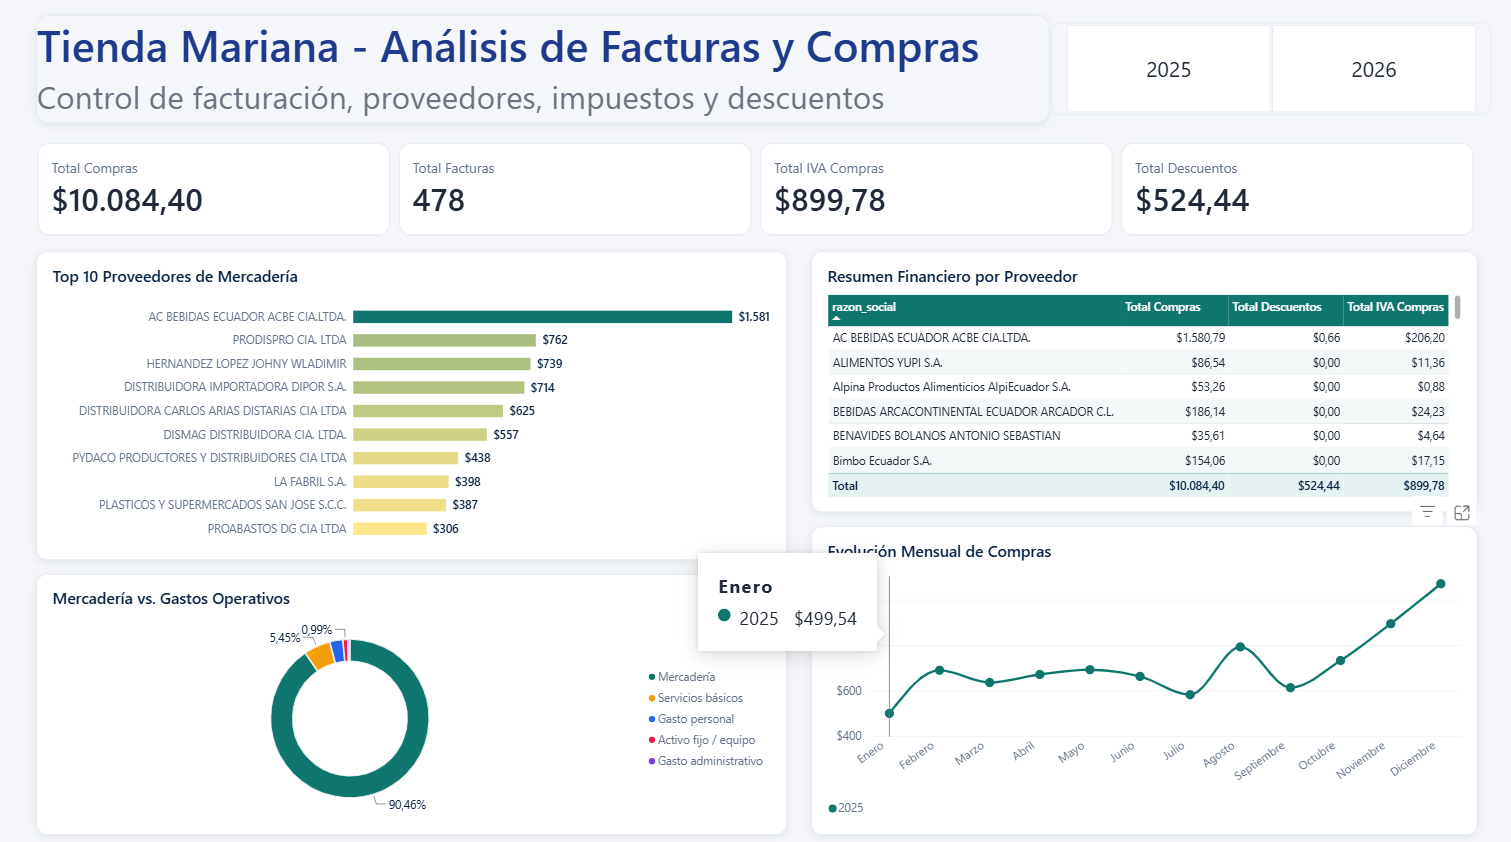 Tienda Mariana - Análisis de Facturas y Compras
Control de facturación, proveedores, impuestos y descuentos
2025
2026
Total Compras
$10.084,40
Total Facturas
478
Total IVA Compras
$899,78
Total Descuentos
$524,44
Top 10 Proveedores de Mercadería
AC BEBIDAS ECUADOR ACBE CIA.LTDA. $1.581
PRODISPRO CIA. LTDA $762
HERNANDEZ LOPEZ JOHNY WLADIMIR $739
DISTRIBUIDORA IMPORTADORA DIPOR S.A. $714
DISTRIBUIDORA CARLOS ARIAS DISTARIAS CIA LTDA $625
DISMAG DISTRIBUIDORA CIA. LTDA. $557
PYDACO PRODUCTORES Y DISTRIBUIDORES CIA LTDA $438
LA FABRIL S.A. $398
PLASTICOS Y SUPERMERCADOS SAN JOSE S.C.C. $387
PROABASTOS DG CIA LTDA $306
Resumen Financiero por Proveedor
razon_social Total Compras Total Descuentos Total IVA Compras
AC BEBIDAS ECUADOR ACBE CIA.LTDA. $1.580,79 $0,66 $206,20
ALIMENTOS YUPI S.A. $86,54 $0,00 $11,36
Alpina Productos Alimenticios AlpiEcuador S.A. $53,26 $0,00 $0,88
BEBIDAS ARCACONTINENTAL ECUADOR ARCADOR C.L. $186,14 $0,00 $24,23
BENAVIDES BOLANOS ANTONIO SEBASTIAN $35,61 $0,00 $4,64
Bimbo Ecuador S.A. $154,06 $0,00 $17,15
Total $10.084,40 $524,44 $899,78
Mercadería vs. Gastos Operativos
0,99%
5,45%
90,46%
Mercadería
Servicios básicos
Gasto personal
Activo fijo / equipo
Gasto administrativo
Evolución Mensual de Compras
Enero
2025 $499,54
$600
$400
Enero Febrero Marzo Abril Mayo Junio Julio Agosto Septiembre Octubre Noviembre Diciembre
2025